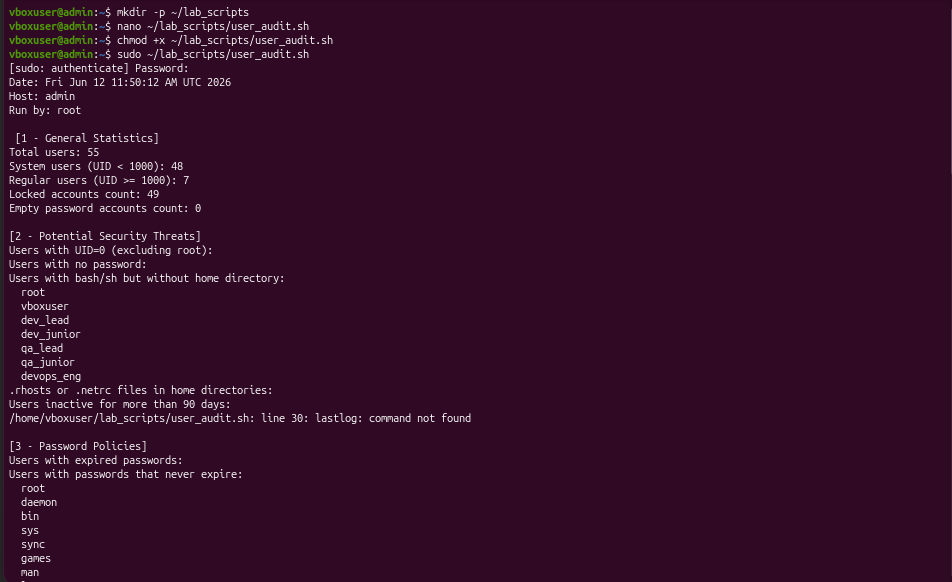 vboxuser@admin:~$ mkdir -p ~/lab_scripts
vboxuser@admin:~$ nano ~/lab_scripts/user_audit.sh
vboxuser@admin:~$ chmod +x ~/lab_scripts/user_audit.sh
vboxuser@admin:~$ sudo ~/lab_scripts/user_audit.sh
[sudo: authenticate] Password:
Date: Fri Jun 12 11:50:12 AM UTC 2026
Host: admin
Run by: root
[1 - General Statistics]
Total users: 55
System users (UID < 1000): 48
Regular users (UID >= 1000): 7
Locked accounts count: 49
Empty password accounts count: 0
[2 - Potential Security Threats]
Users with UID=0 (excluding root):
Users with no password:
Users with bash/sh but without home directory:
root
vboxuser
dev_lead
dev_junior
qa_lead
qa_junior
devops_eng
.rhosts or .netrc files in home directories:
Users inactive for more than 90 days:
/home/vboxuser/lab_scripts/user_audit.sh: line 30: lastlog: command not found
[3 - Password Policies]
Users with expired passwords:
Users with passwords that never expire:
root
daemon
bin
sys
sync
games
man